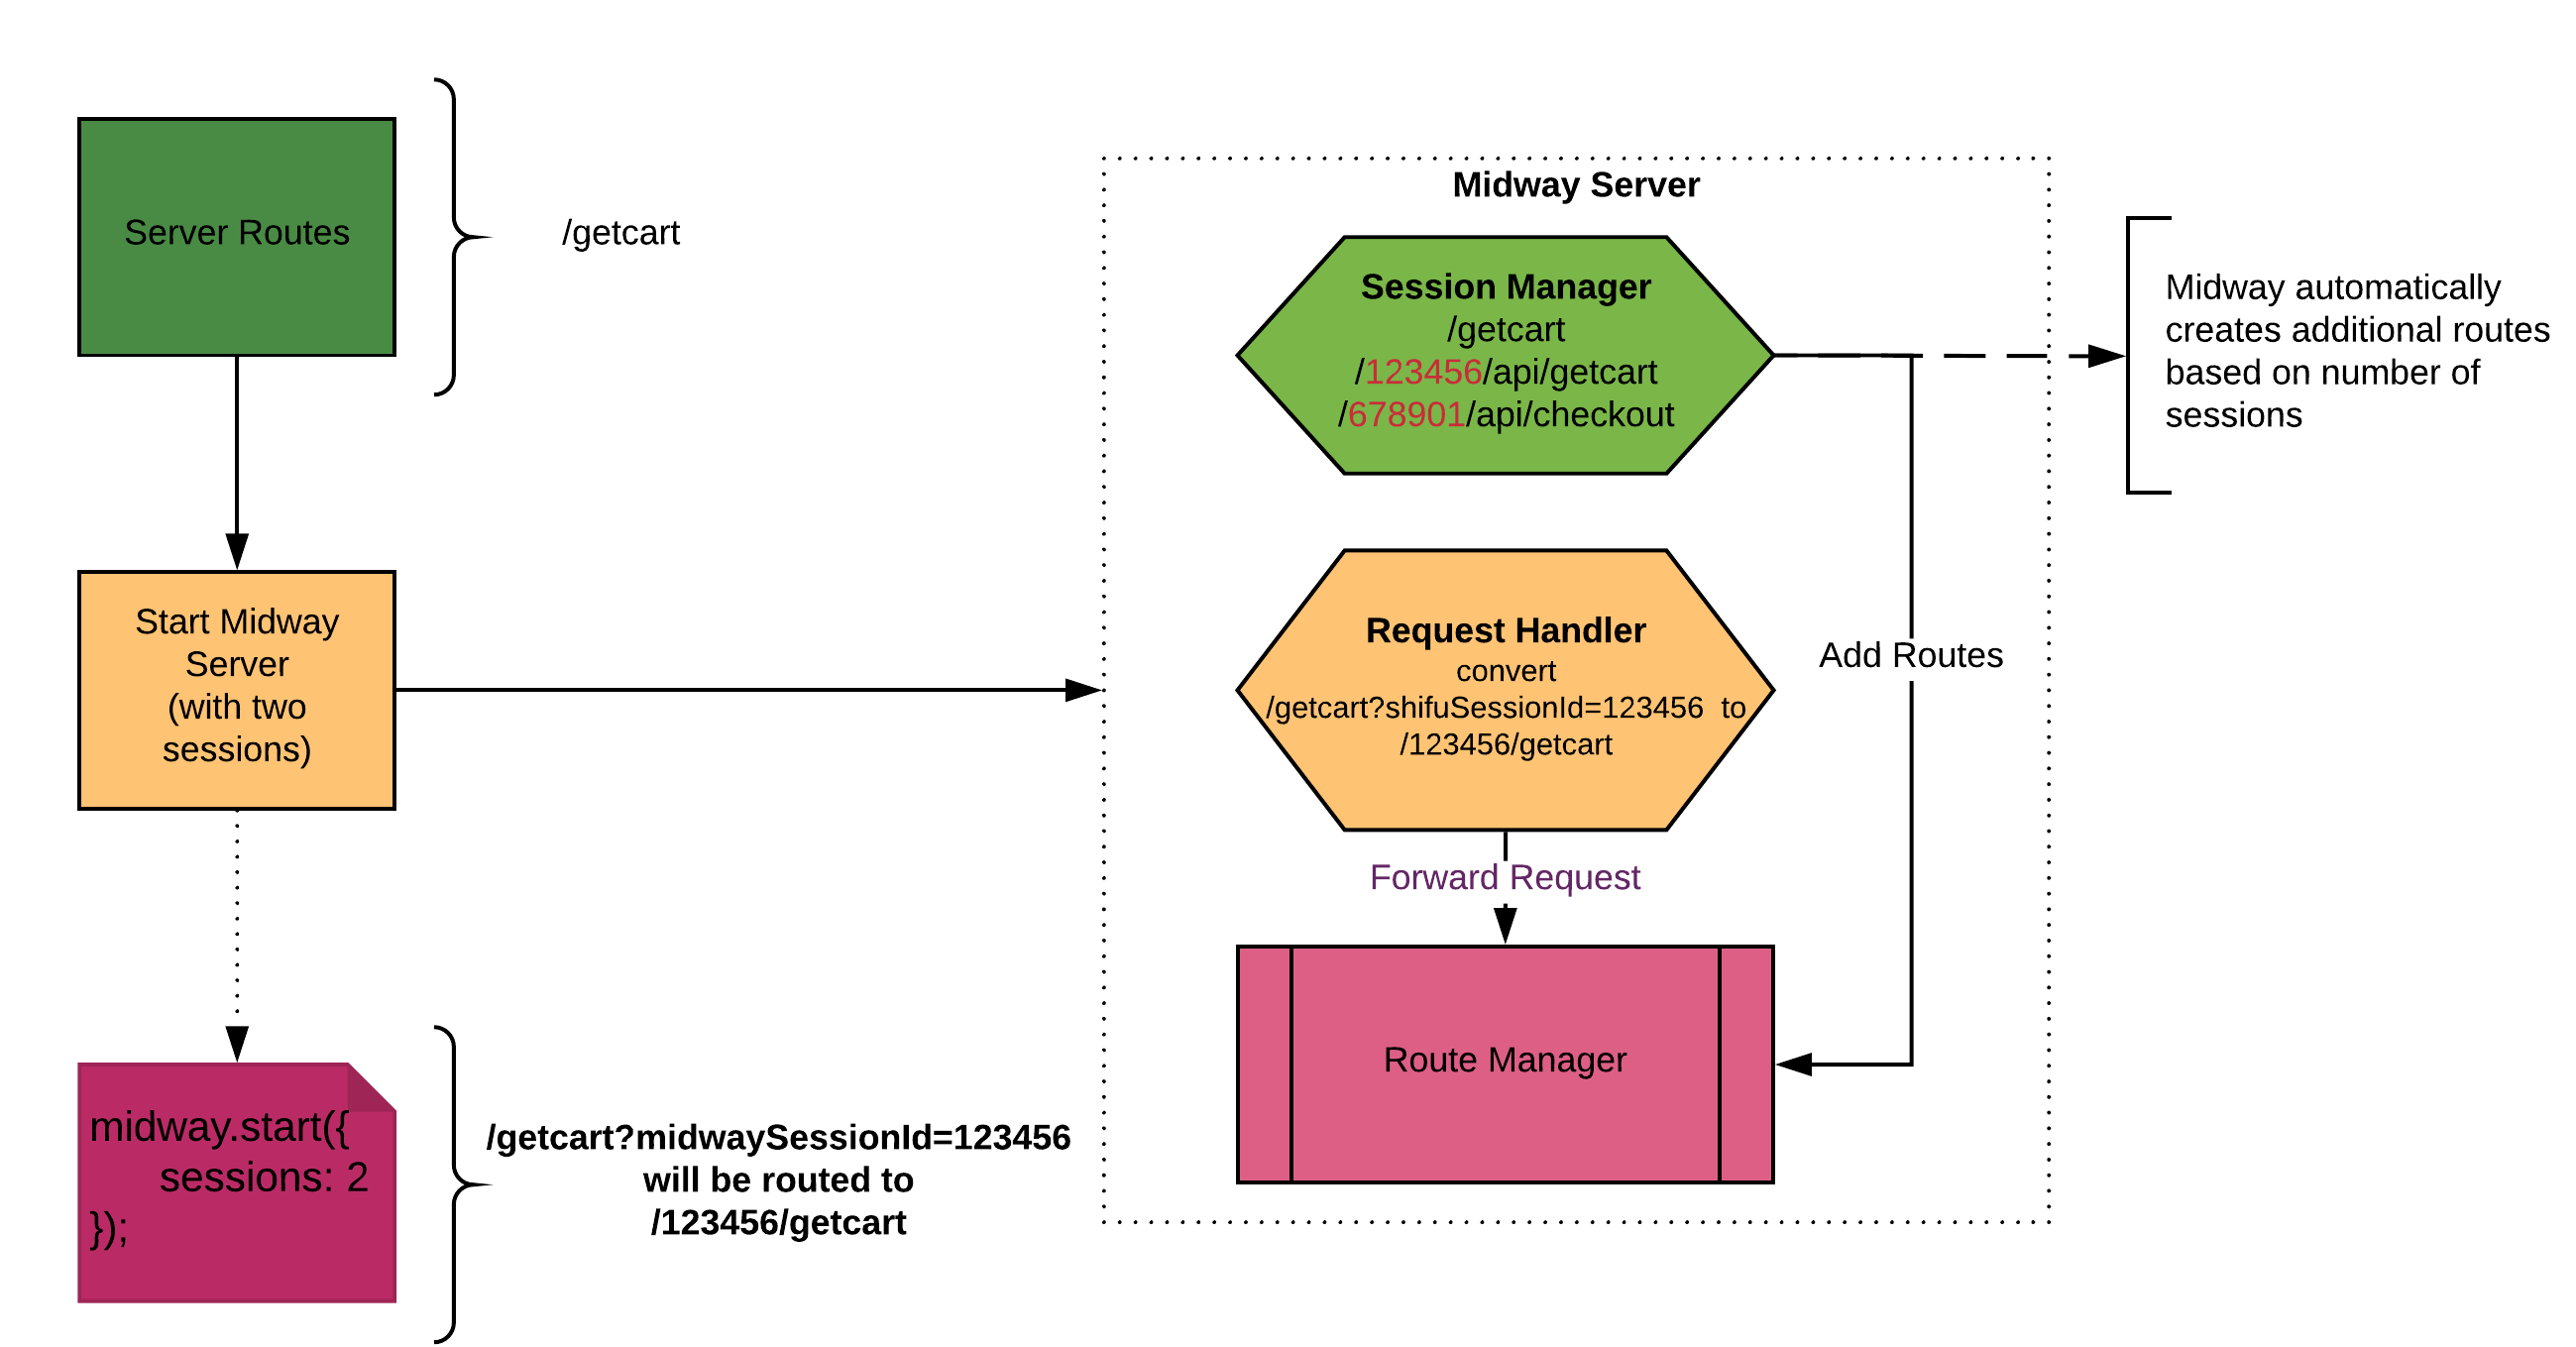 Server Routes
/getcart
Start Midway
Server
(with two
sessions)
midway.start({
sessions: 2
});
/getcart?midwaySessionId=123456
will be routed to
/123456/getcart
Midway Server
Session Manager
/getcart
/123456/api/getcart
/678901/api/checkout
Request Handler
convert
/getcart?shifuSessionId=123456 to
/123456/getcart
Forward Request
Route Manager
Add Routes
Midway automatically
creates additional routes
based on number of
sessions